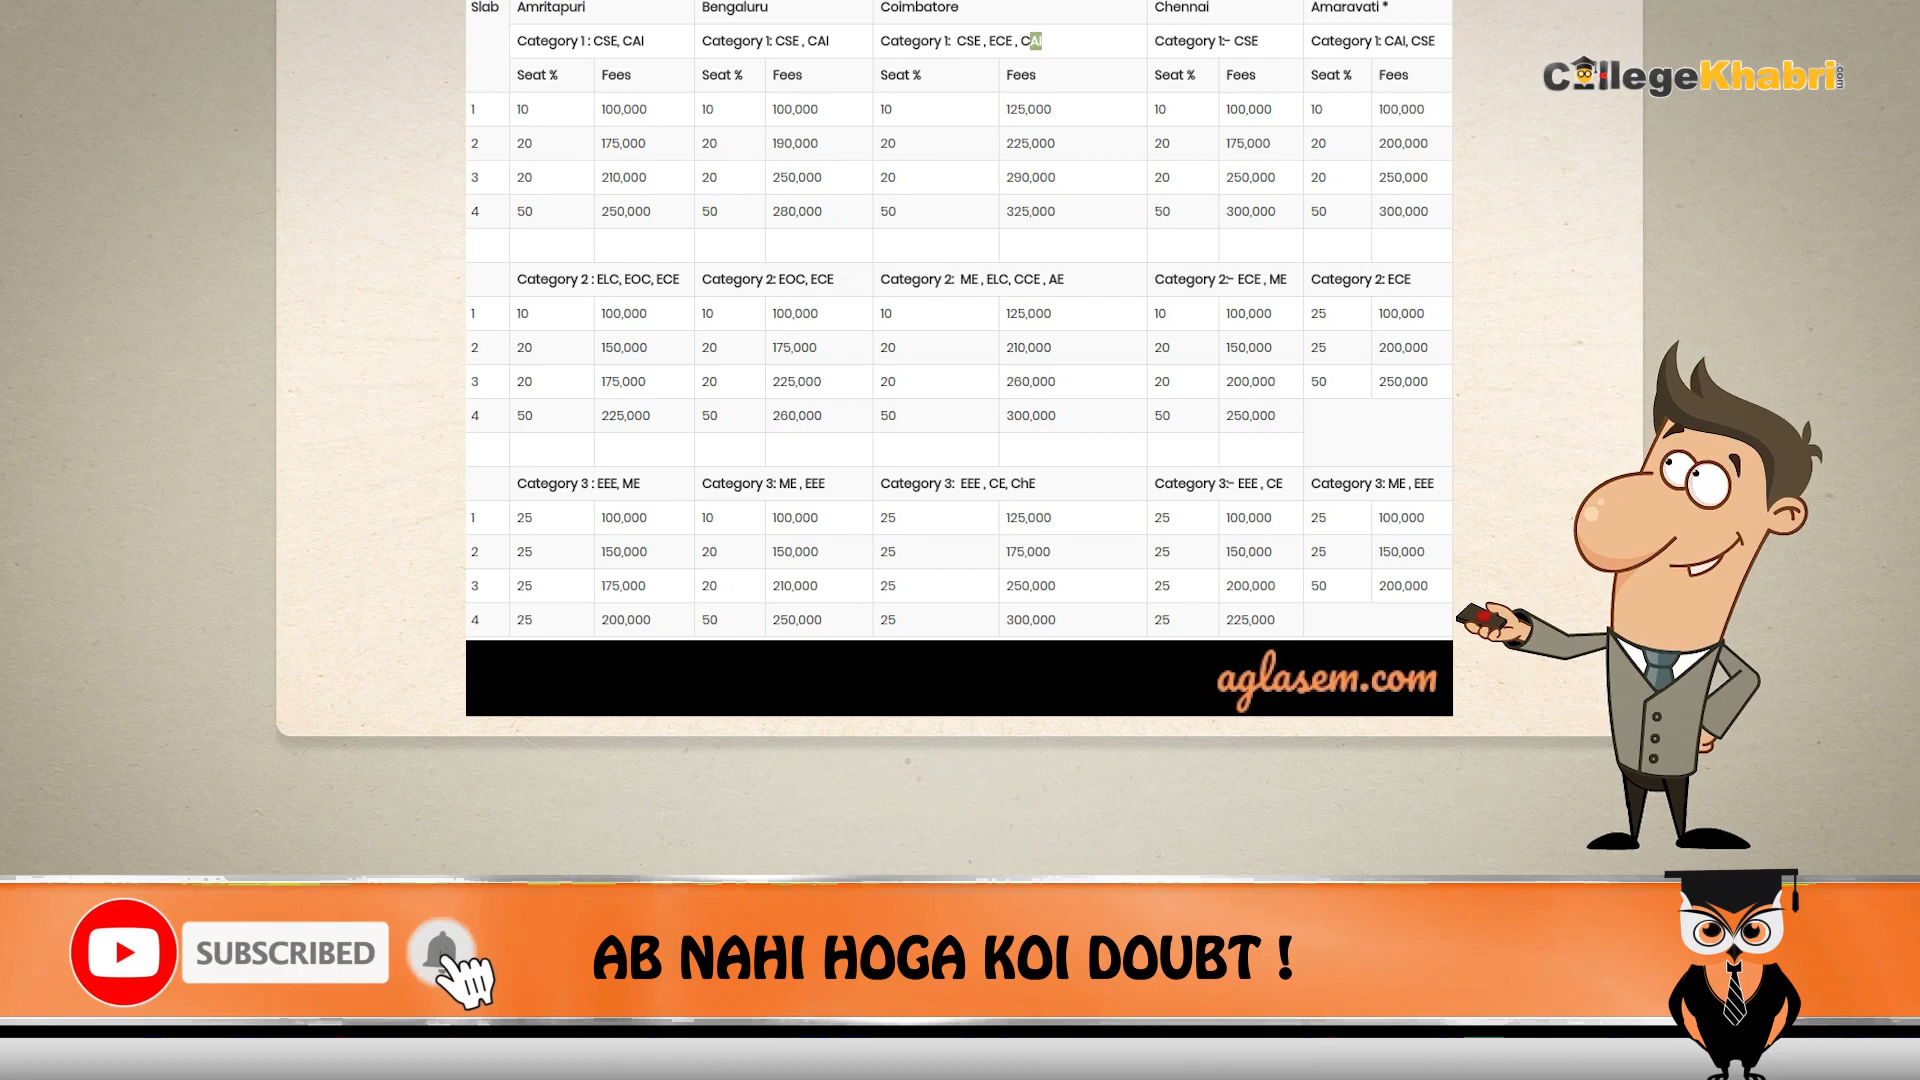 Slab Amritapuri Bengaluru Coimbatore Chennai Amaravati *
Category 1 : CSE, CAI Category 1: CSE , CAI Category 1: CSE , ECE , CAI Category 1:- CSE Category 1: CAI, CSE
Seat % Fees Seat % Fees Seat % Fees Seat % Fees Seat % Fees
1 10 100,000 10 100,000 10 125,000 10 100,000 10 100,000
2 20 175,000 20 190,000 20 225,000 20 175,000 20 200,000
3 20 210,000 20 250,000 20 290,000 20 250,000 20 250,000
4 50 250,000 50 280,000 50 325,000 50 300,000 50 300,000
Category 2 : ELC, EOC, ECE Category 2: EOC, ECE Category 2: ME , ELC, CCE , AE Category 2:- ECE , ME Category 2: ECE
1 10 100,000 10 100,000 10 125,000 10 100,000 25 100,000
2 20 150,000 20 175,000 20 210,000 20 150,000 25 200,000
3 20 175,000 20 225,000 20 260,000 20 200,000 50 250,000
4 50 225,000 50 260,000 50 300,000 50 250,000
Category 3 : EEE, ME Category 3: ME , EEE Category 3: EEE , CE, ChE Category 3:- EEE , CE Category 3: ME , EEE
1 25 100,000 10 100,000 25 125,000 25 100,000 25 100,000
2 25 150,000 20 150,000 25 175,000 25 150,000 25 150,000
3 25 175,000 20 210,000 25 250,000 25 200,000 50 200,000
4 25 200,000 50 250,000 25 300,000 25 225,000
CollegeKhabri.com
aglasem.com
SUBSCRIBED
AB NAHI HOGA KOI DOUBT !